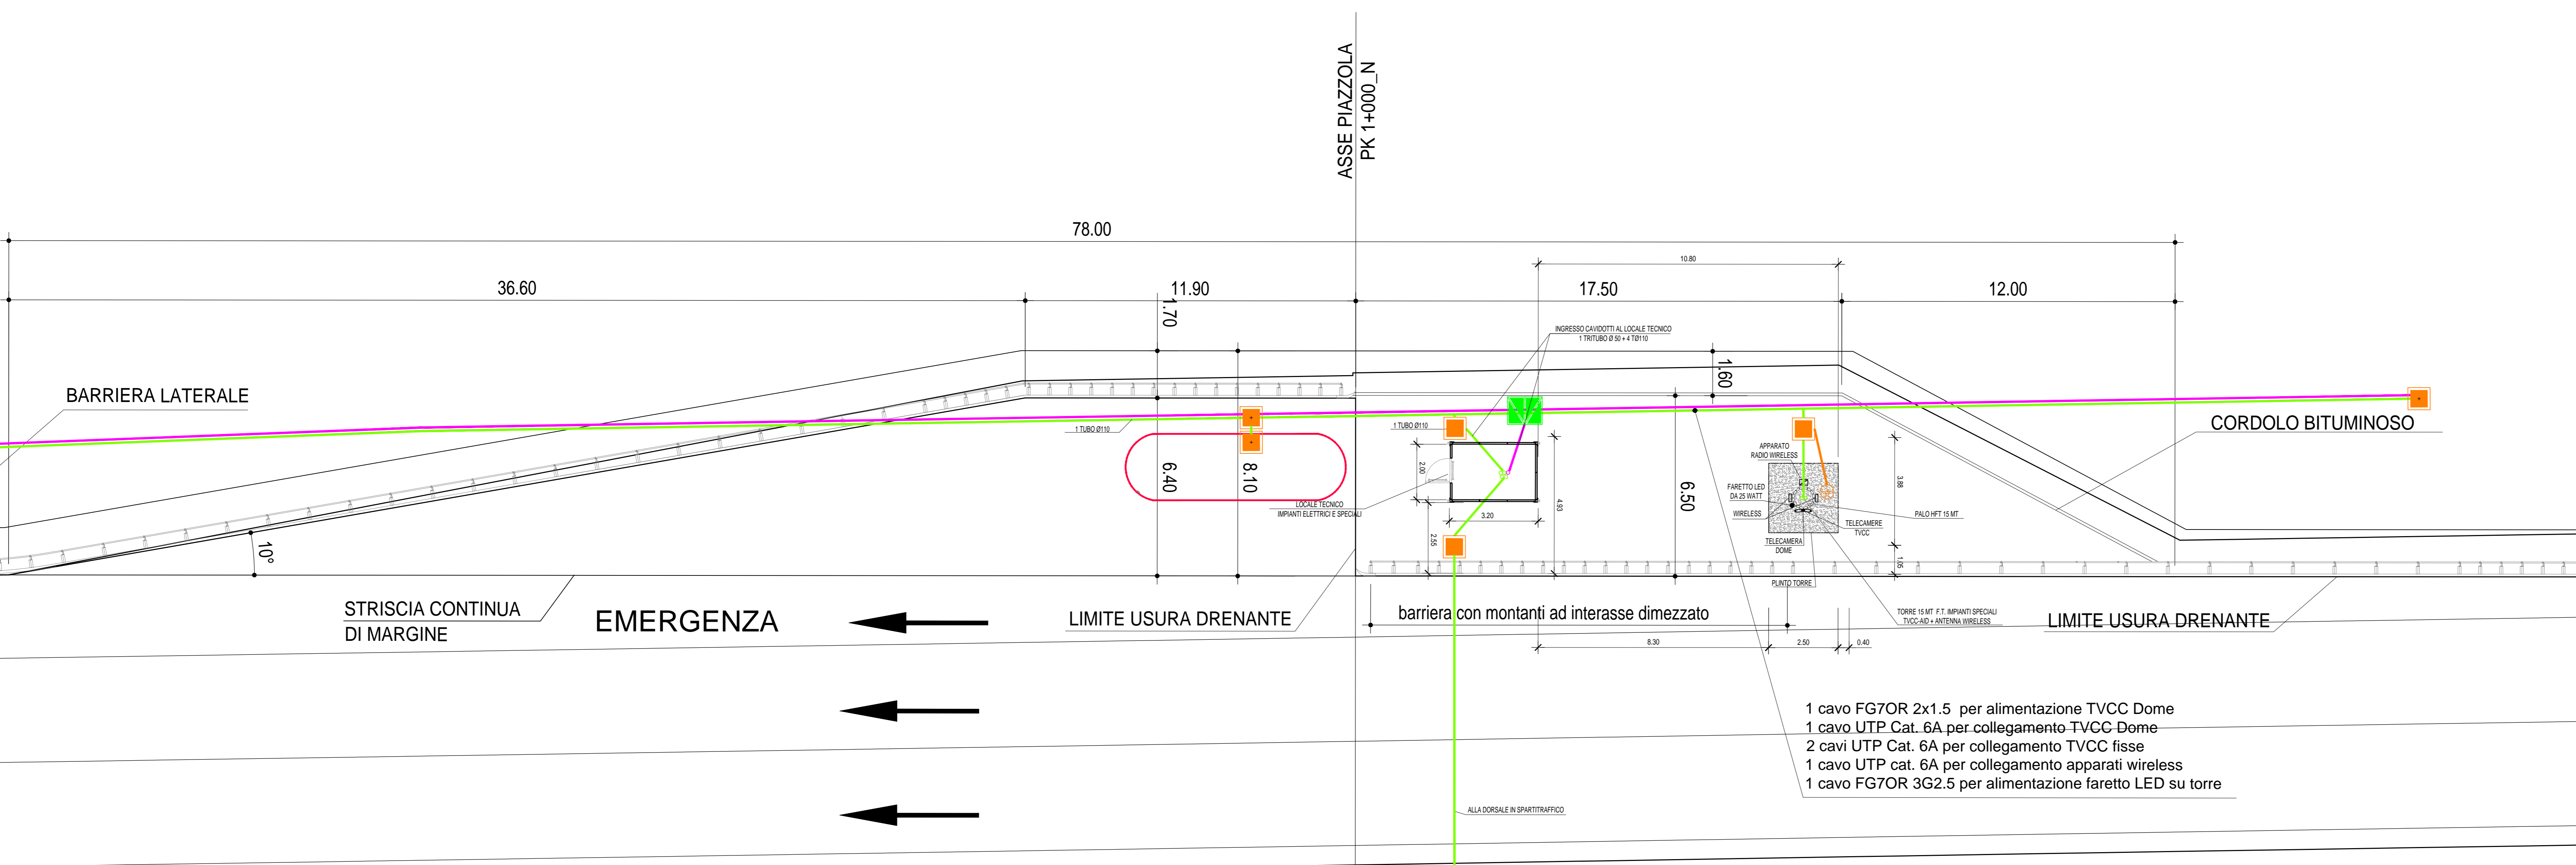 ASSE PIAZZOLA
PK 1+000_N
78.00
10.80
36.60
11.90
17.50
12.00
1.70
INGRESSO CAVIDOTTI AL LOCALE TECNICO
1 TRITUBO Ø 50 + 4 TØ110
1.60
BARRIERA LATERALE
CORDOLO BITUMINOSO
1 TUBO Ø110
1 TUBO Ø110
APPARATO
RADIO WIRELESS
6.40
8.10
2.00
6.50
3.88
FARETTO LED
DA 25 WATT
LOCALE TECNICO
IMPIANTI ELETTRICI E SPECIALI
3.20
4.93
WIRELESS
PALO HFT 15 MT
TELECAMERE
TVCC
TELECAMERA
DOME
2.55
10°
1.05
PLINTO TORRE
STRISCIA CONTINUA
DI MARGINE
EMERGENZA
LIMITE USURA DRENANTE
barriera con montanti ad interasse dimezzato
TORRE 15 MT F.T. IMPIANTI SPECIALI
TVCC-AID + ANTENNA WIRELESS
LIMITE USURA DRENANTE
8.30
2.50
0.40
1 cavo FG7OR 2x1.5 per alimentazione TVCC Dome
1 cavo UTP Cat. 6A per collegamento TVCC Dome
2 cavi UTP Cat. 6A per collegamento TVCC fisse
1 cavo UTP cat. 6A per collegamento apparati wireless
1 cavo FG7OR 3G2.5 per alimentazione faretto LED su torre
ALLA DORSALE IN SPARTITRAFFICO